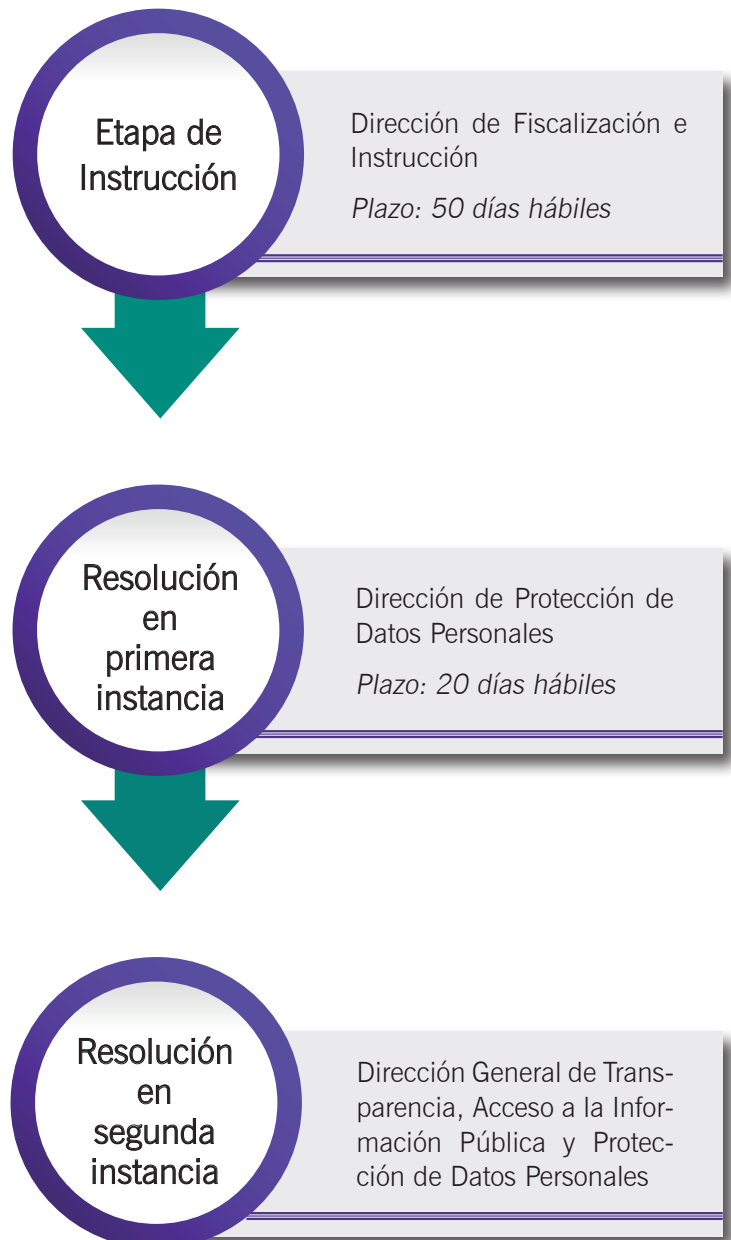 Etapa de
Instrucción
Dirección de Fiscalización e
Instrucción
Plazo: 50 días hábiles
Resolución
en
primera
instancia
Dirección de Protección de
Datos Personales
Plazo: 20 días hábiles
Resolución
en
segunda
instancia
Dirección General de Trans-
parencia, Acceso a la Infor-
mación Pública y Protec-
ción de Datos Personales